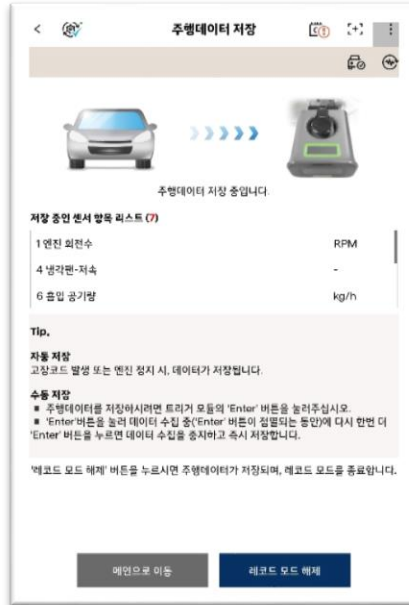 주행데이터 저장
주행데이터 저장 중입니다.
저장 중인 센서 항목 리스트 (7)
1 엔진 회전수 RPM
4 냉각팬-저속 -
6 흡입 공기량 kg/h
Tip.
자동 저장
고장코드 발생 또는 엔진 정지 시, 데이터가 저장됩니다.
수동 저장
■ 주행데이터를 저장하시려면 트리거 모듈의 'Enter' 버튼을 눌러주십시오.
■ 'Enter'버튼을 눌러 데이터 수집 중('Enter' 버튼이 점멸되는 동안)에 다시 한번 더
'Enter' 버튼을 누르면 데이터 수집을 중지하고 즉시 저장합니다.
'레코드 모드 해제' 버튼을 누르시면 주행데이터가 저장되며, 레코드 모드를 종료합니다.
메인으로 이동
레코드 모드 해제